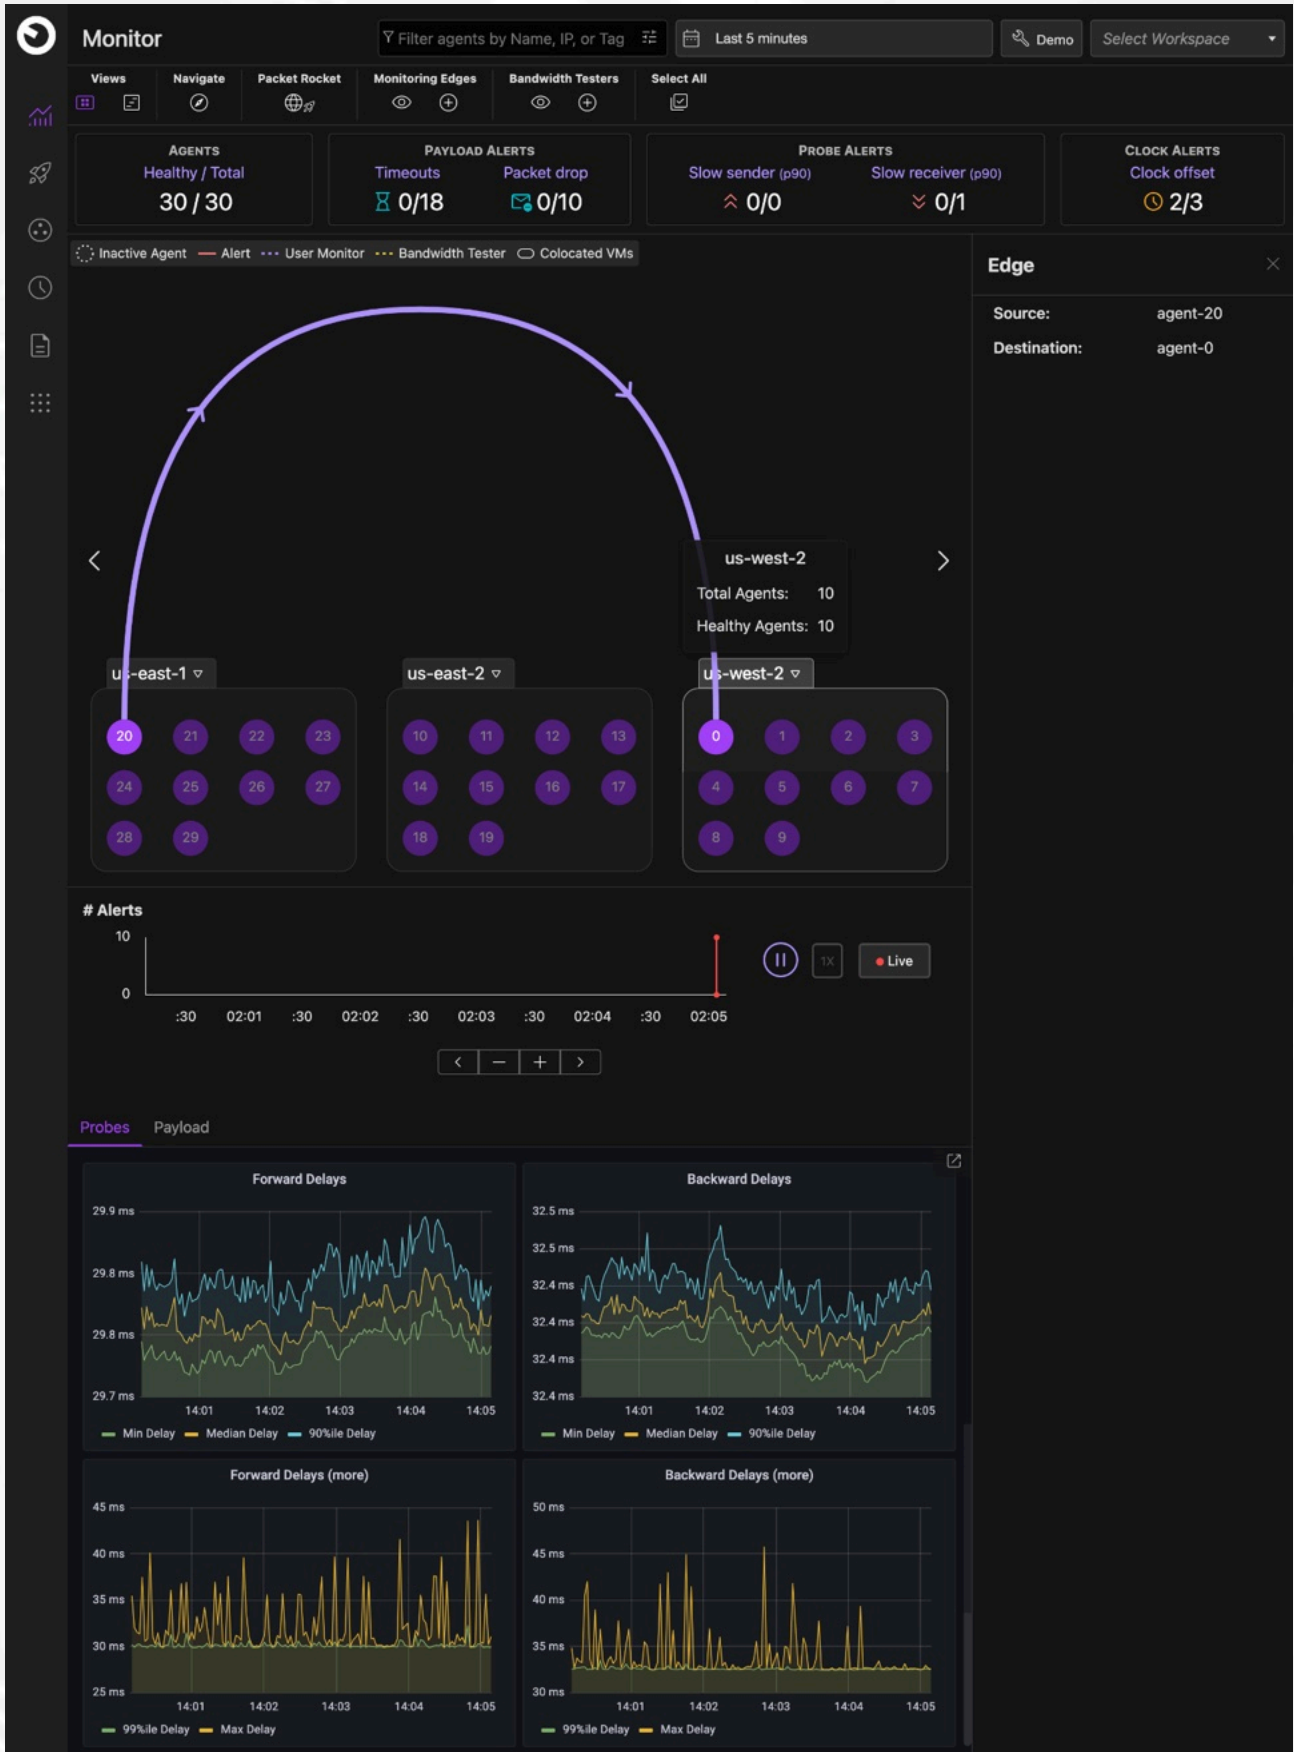 Monitor
Filter agents by Name, IP, or Tag
Last 5 minutes
Demo
Select Workspace
Views Navigate Packet Rocket Monitoring Edges Bandwidth Testers Select All
AGENTS
Healthy / Total
30 / 30
PAYLOAD ALERTS
Timeouts Packet drop
0/18 0/10
PROBE ALERTS
Slow sender (p90) Slow receiver (p90)
0/0 0/1
CLOCK ALERTS
Clock offset
2/3
Inactive Agent Alert User Monitor Bandwidth Tester Colocated VMs
Edge
Source: agent-20
Destination: agent-0
us-west-2
Total Agents: 10
Healthy Agents: 10
us-east-1 us-east-2 us-west-2
20 21 22 23 10 11 12 13 0 1 2 3
24 25 26 27 14 15 16 17 4 5 6 7
28 29 18 19 8 9
# Alerts
10
0
:30 02:01 :30 02:02 :30 02:03 :30 02:04 :30 02:05
1X
Live
< − + >
Probes Payload
Forward Delays
29.9 ms
29.8 ms
29.8 ms
29.7 ms
14:01 14:02 14:03 14:04 14:05
Min Delay Median Delay 90%ile Delay
Backward Delays
32.5 ms
32.5 ms
32.4 ms
32.4 ms
32.4 ms
32.4 ms
14:01 14:02 14:03 14:04 14:05
Min Delay Median Delay 90%ile Delay
Forward Delays (more)
45 ms
40 ms
35 ms
30 ms
25 ms
14:01 14:02 14:03 14:04 14:05
99%ile Delay Max Delay
Backward Delays (more)
50 ms
45 ms
40 ms
35 ms
30 ms
14:01 14:02 14:03 14:04 14:05
99%ile Delay Max Delay